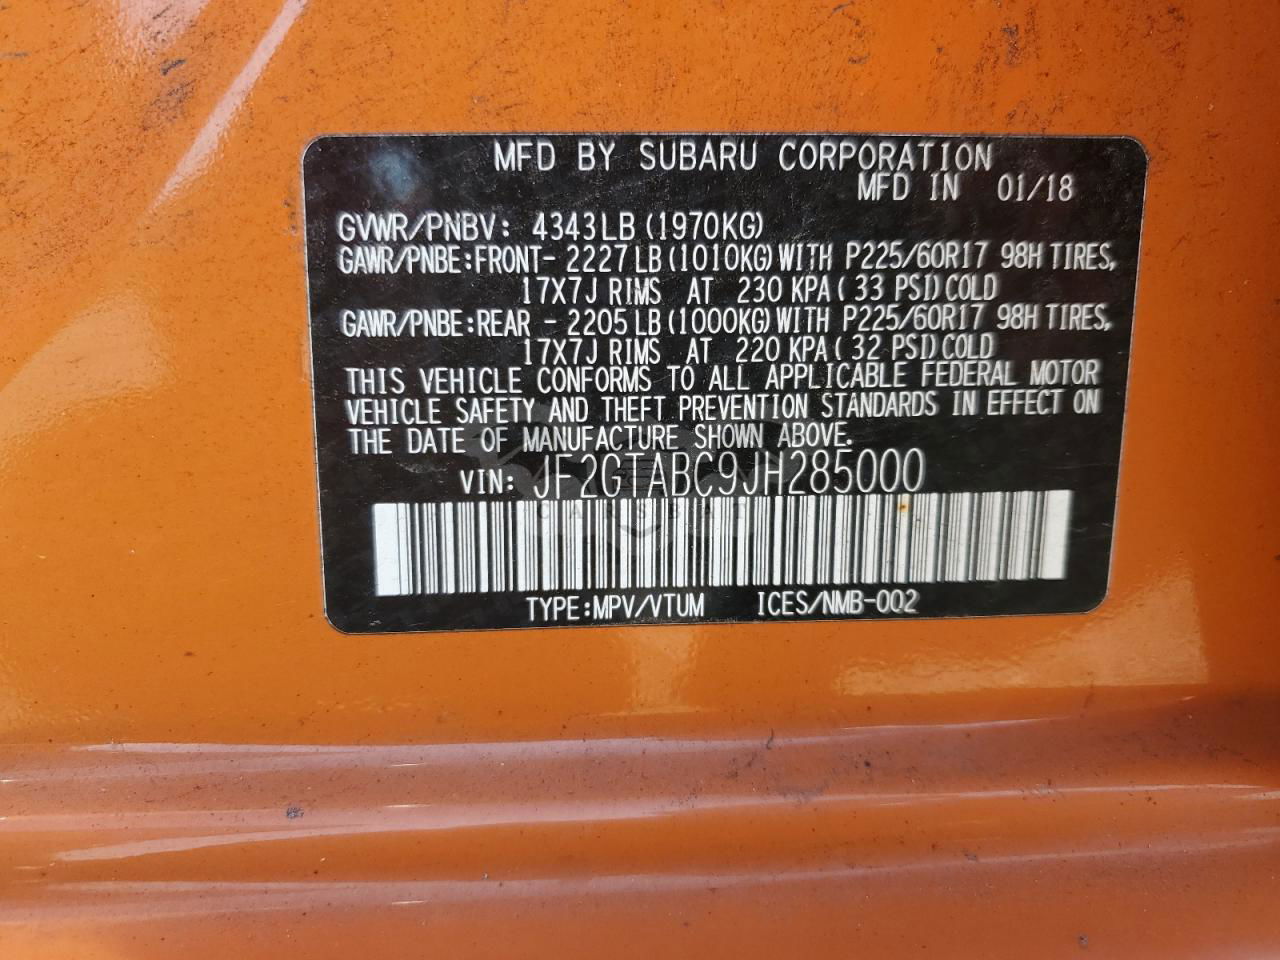 MFD BY SUBARU CORPORATION
MFD IN 01/18
GVWR/PNBV: 4343LB (1970KG)
GAWR/PNBE:FRONT- 2227LB(1010KG)WITH P225/60R17 98H TIRES,
17X7J RIMS AT 230 KPA( 33 PSI)COLD
GAWR/PNBE:REAR - 2205LB(1000KG)WITH P225/60R17 98H TIRES,
17X7J RIMS AT 220 KPA( 32 PSI)COLD
THIS VEHICLE CONFORMS TO ALL APPLICABLE FEDERAL MOTOR
VEHICLE SAFETY AND THEFT PREVENTION STANDARDS IN EFFECT ON
THE DATE OF MANUFACTURE SHOWN ABOVE.
VIN: JF2GTABC9JH285000
TYPE:MPV/VTUM ICES/NMB-002